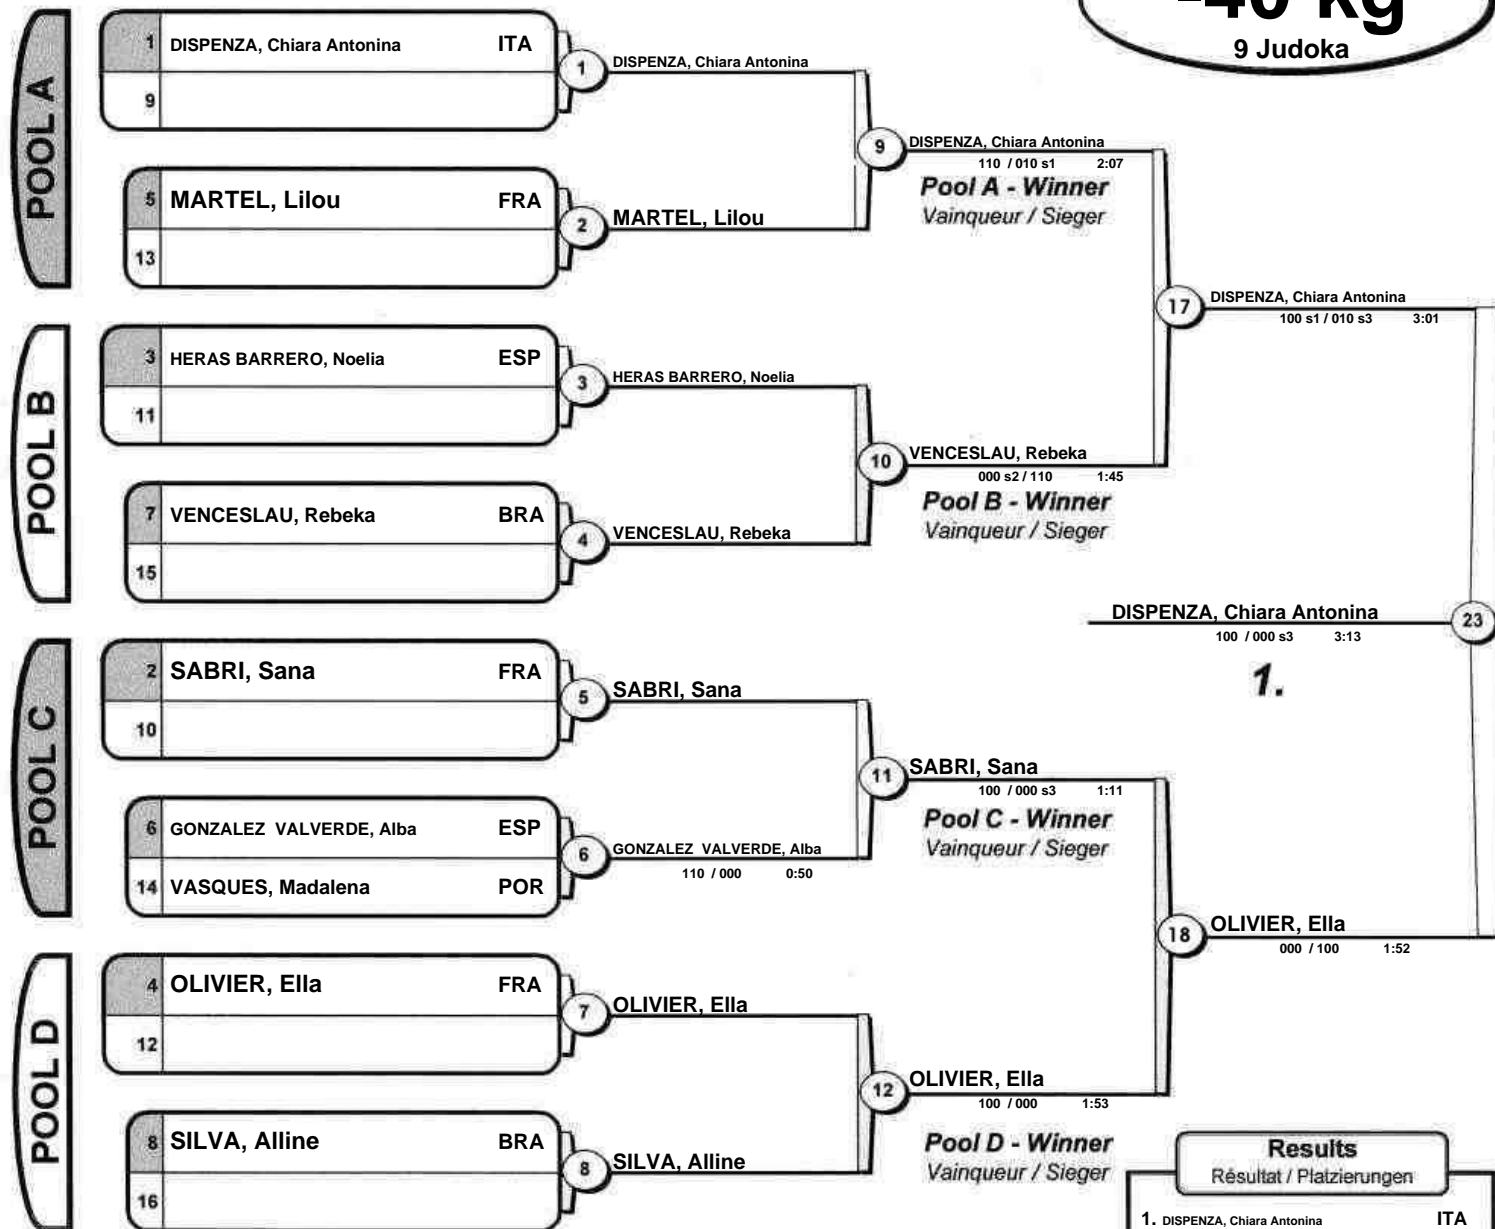 -40 kg
9 Judoka
POOL A
1 DISPENZA, Chiara Antonina ITA
9
1 DISPENZA, Chiara Antonina
5 MARTEL, Lilou FRA
13
2 MARTEL, Lilou
9 DISPENZA, Chiara Antonina
110 / 010 s1 2:07
Pool A - Winner
Vainqueur / Sieger
POOL B
3 HERAS BARRERO, Noelia ESP
11
3 HERAS BARRERO, Noelia
7 VENCESLAU, Rebeka BRA
15
4 VENCESLAU, Rebeka
10 VENCESLAU, Rebeka
000 s2 / 110 1:45
Pool B - Winner
Vainqueur / Sieger
17 DISPENZA, Chiara Antonina
100 s1 / 010 s3 3:01
DISPENZA, Chiara Antonina 23
100 / 000 s3 3:13
1.
POOL C
2 SABRI, Sana FRA
10
5 SABRI, Sana
6 GONZALEZ VALVERDE, Alba ESP
14 VASQUES, Madalena POR
6 GONZALEZ VALVERDE, Alba
110 / 000 0:50
11 SABRI, Sana
100 / 000 s3 1:11
Pool C - Winner
Vainqueur / Sieger
POOL D
4 OLIVIER, Ella FRA
12
7 OLIVIER, Ella
8 SILVA, Alline BRA
16
8 SILVA, Alline
12 OLIVIER, Ella
100 / 000 1:53
Pool D - Winner
Vainqueur / Sieger
18 OLIVIER, Ella
000 / 100 1:52
Results
Résultat / Platzierungen
1. DISPENZA, Chiara Antonina ITA